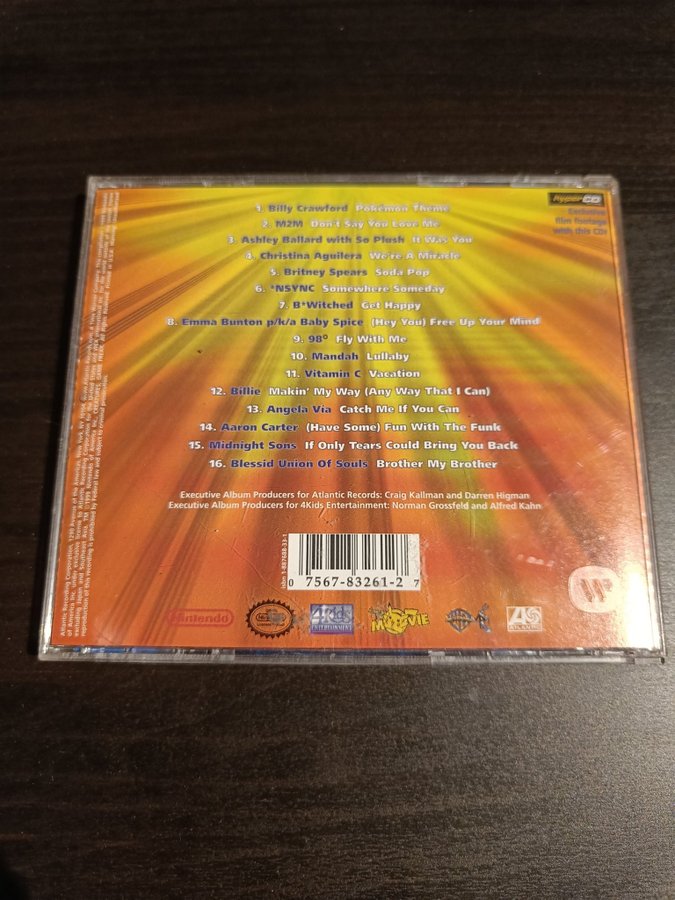 HyperCD
Exclusive
film footage
with this CD!
1. Billy Crawford Pokémon Theme
2. M2M Don't Say You Love Me
3. Ashley Ballard with So Plush It Was You
4. Christina Aguilera We're A Miracle
5. Britney Spears Soda Pop
6. *NSYNC Somewhere Someday
7. B*Witched Get Happy
8. Emma Bunton p/k/a Baby Spice (Hey You) Free Up Your Mind
9. 98° Fly With Me
10. Mandah Lullaby
11. Vitamin C Vacation
12. Billie Makin' My Way (Any Way That I Can)
13. Angela Via Catch Me If You Can
14. Aaron Carter (Have Some) Fun With The Funk
15. Midnight Sons If Only Tears Could Bring You Back
16. Blessid Union Of Souls Brother My Brother
Executive Album Producers for Atlantic Records: Craig Kallman and Darren Higman
Executive Album Producers for 4Kids Entertainment: Norman Grossfeld and Alfred Kahn
0 7567-83261-2 7
Nintendo
4Kids
ENTERTAINMENT
MOVIE
ATLANTIC